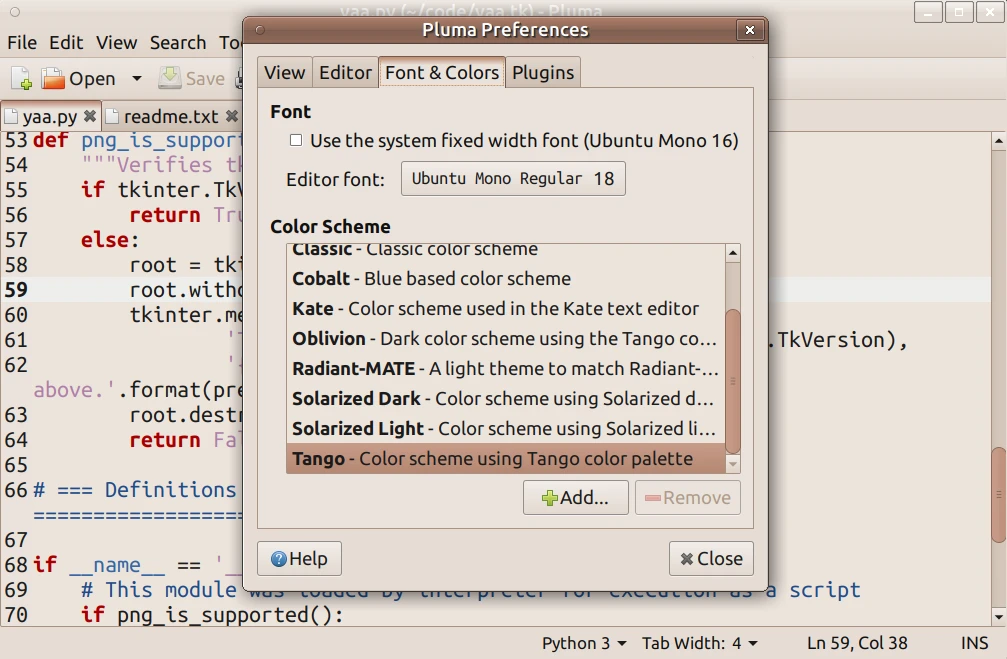 yaa.py (~/code/yaa.tk) - Pluma
File Edit View Search
Open Save
yaa.py readme.txt
Pluma Preferences
View Editor Font & Colors Plugins
Font
Use the system fixed width font (Ubuntu Mono 16)
Editor font: Ubuntu Mono Regular 18
Color Scheme
Classic - Classic color scheme
Cobalt - Blue based color scheme
Kate - Color scheme used in the Kate text editor
Oblivion - Dark color scheme using the Tango co...
Radiant-MATE - A light theme to match Radiant-...
Solarized Dark - Color scheme using Solarized d...
Solarized Light - Color scheme using Solarized li...
Tango - Color scheme using Tango color palette
Add... Remove
Help Close
53 def png_is_support
54 """Verifies tk
55 if tkinter.TkV
56 return Tru
57 else:
58 root = tki
59 root.withd
60 tkinter.me
61 .TkVersion),
62
above.'.format(pre
63 root.destr
64 return Fal
65
66 # === Definitions
==================
67
68 if __name__ == '
69 # This module was loaded by interpreter for execution as a script
70 if png_is_supported():
Python 3 Tab Width: 4 Ln 59, Col 38 INS